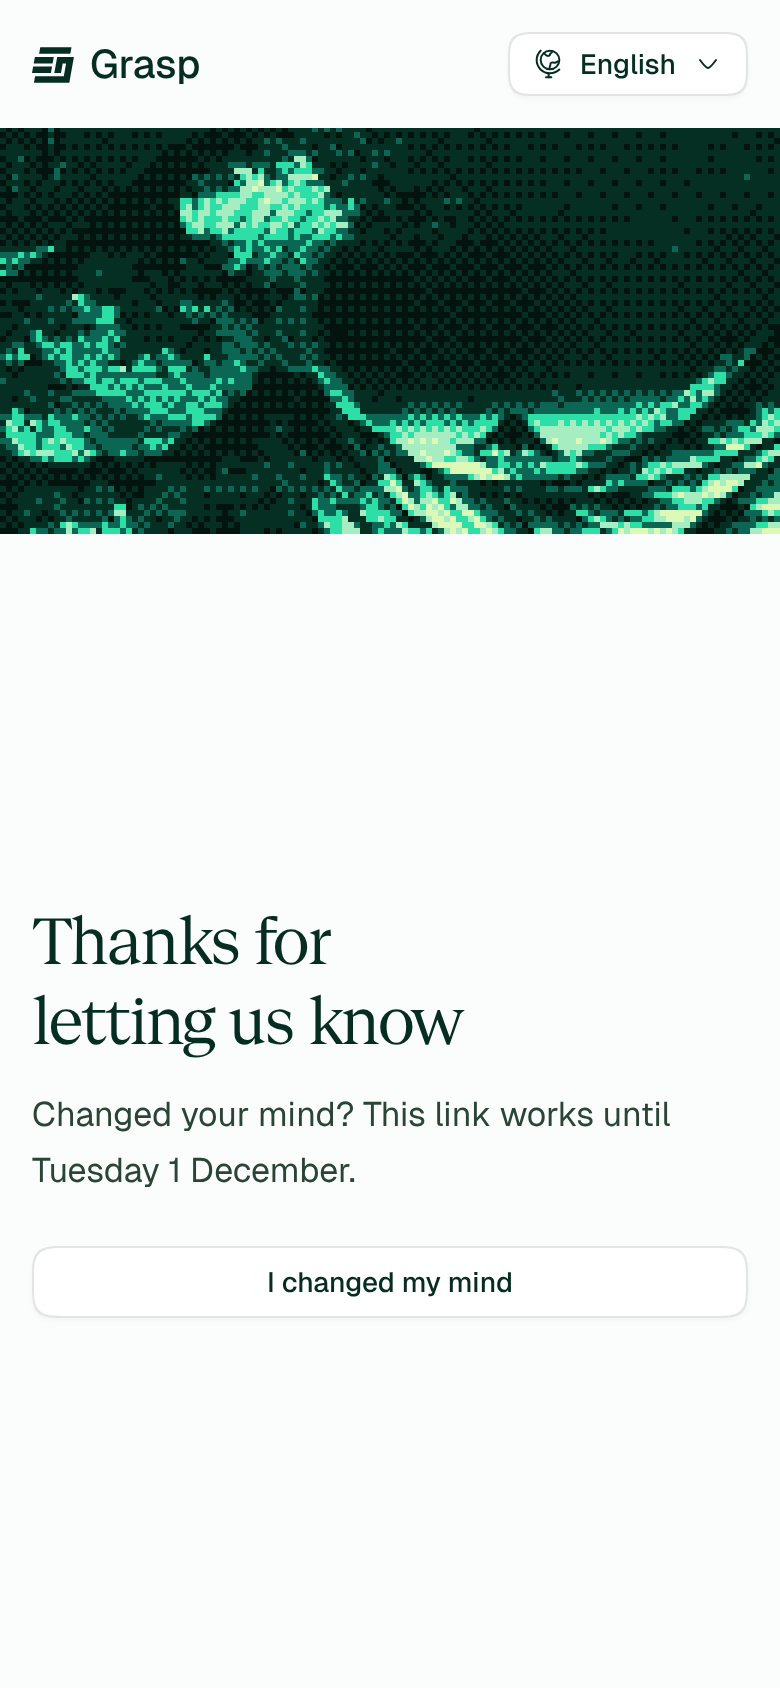 Grasp
English
Thanks for
letting us know
Changed your mind? This link works until
Tuesday 1 December.
I changed my mind